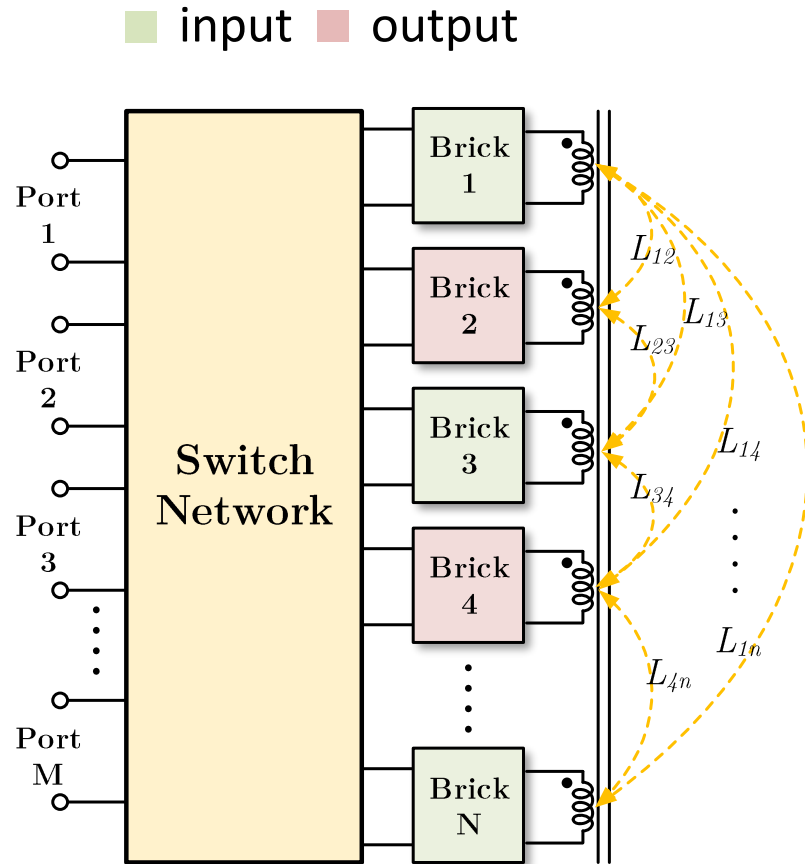 input output
Port
1
Port
2
Port
3
Port
M
Switch
Network
Brick
1
Brick
2
Brick
3
Brick
4
Brick
N
L12
L13
L23
L14
L34
L1n
L4n